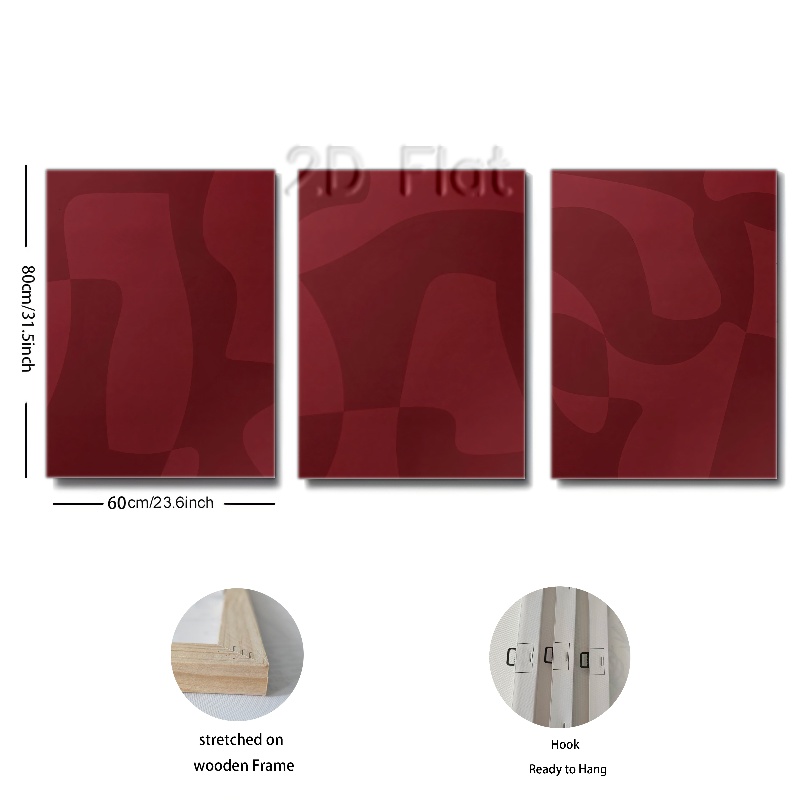 2D Flat
80cm/31.5inch
60cm/23.6inch
stretched on
wooden Frame
Hook
Ready to Hang